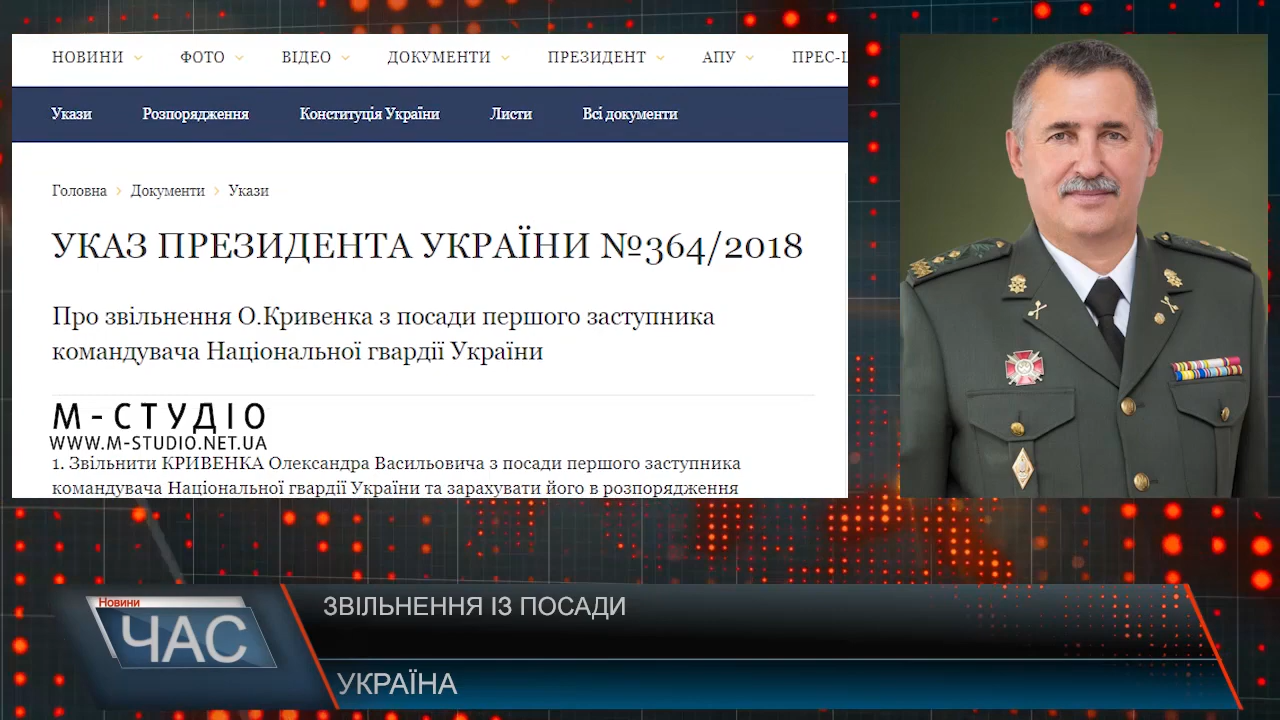 НОВИНИ ФОТО ВІДЕО ДОКУМЕНТИ ПРЕЗИДЕНТ АПУ ПРЕС-Ц
Укази Розпорядження Конституція України Листи Всі документи
Головна Документи Укази
УКАЗ ПРЕЗИДЕНТА УКРАЇНИ №364/2018
Про звільнення О.Кривенка з посади першого заступника
командувача Національної гвардії України
М-СТУДІО
WWW.M-STUDIO.NET.UA
1. Звільнити КРИВЕНКА Олександра Васильовича з посади першого заступника
командувача Національної гвардії України та зарахувати його в розпорядження
Новини
ЧАС
ЗВІЛЬНЕННЯ ІЗ ПОСАДИ
УКРАЇНА